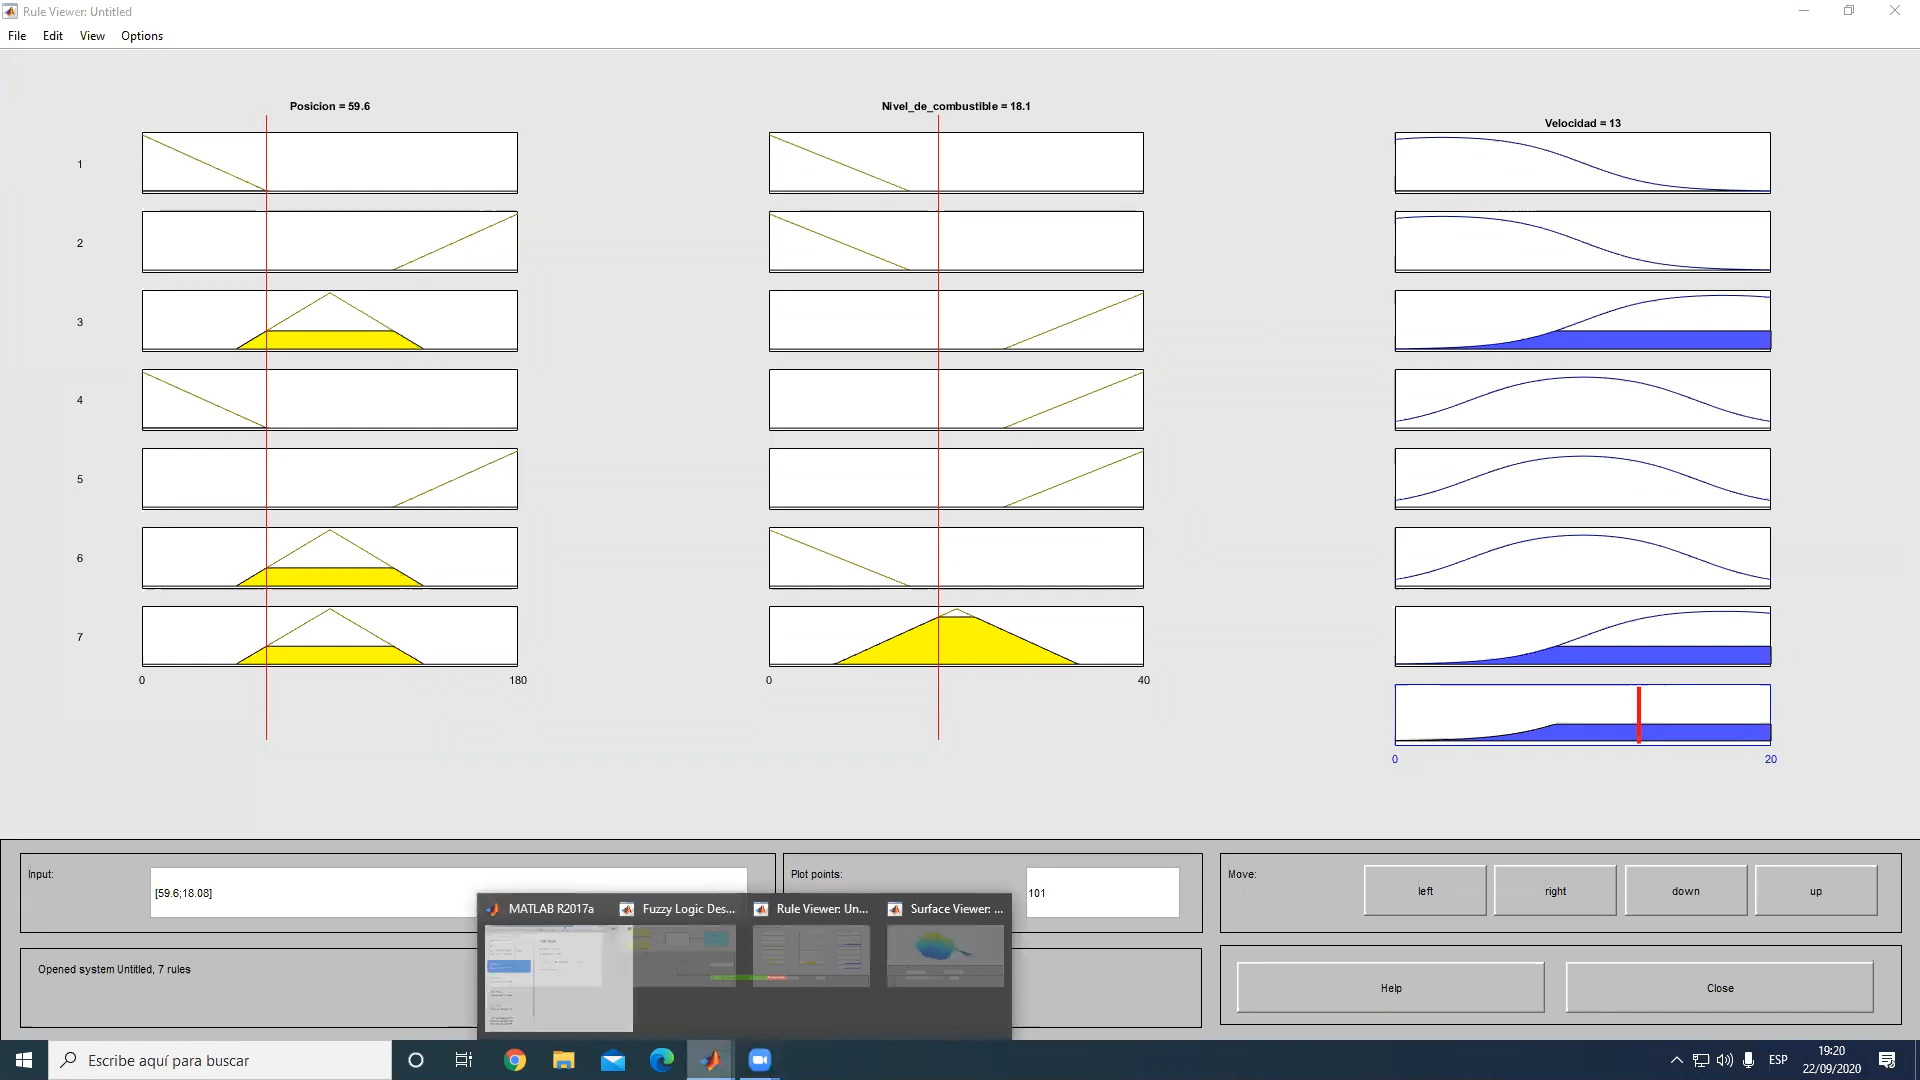 Rule Viewer: Untitled
File Edit View Options
Posicion = 59.6
Nivel_de_combustible = 18.1
Velocidad = 13
1
2
3
4
5
6
7
0 180
0 40
0 20
Input:
[59.6;18.08]
Plot points:
101
Move:
left right down up
Opened system Untitled, 7 rules
Help Close
MATLAB R2017a
Fuzzy Logic Des...
Rule Viewer: Un...
Surface Viewer: ...
Escribe aquí para buscar
ESP
19:20
22/09/2020